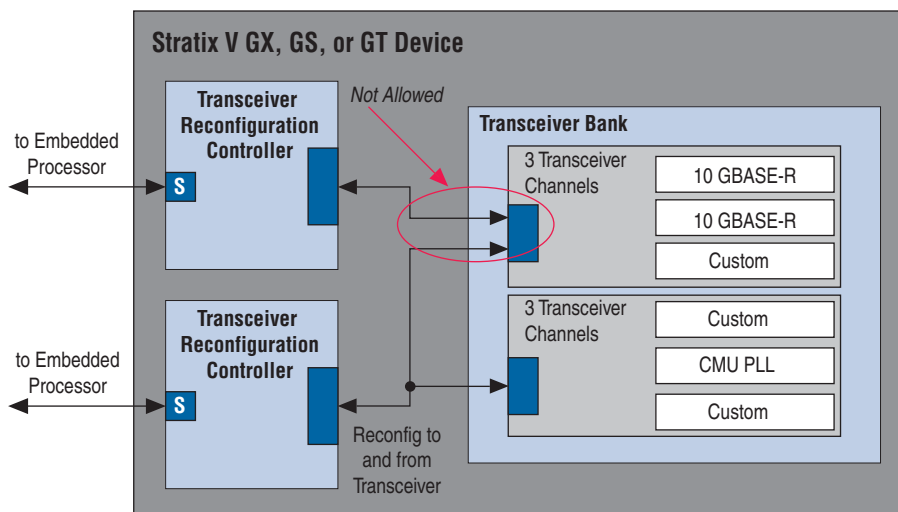 Stratix V GX, GS, or GT Device
Transceiver
Reconfiguration
Controller
Not Allowed
to Embedded
Processor
S
Transceiver Bank
3 Transceiver
Channels
10 GBASE-R
10 GBASE-R
Custom
Transceiver
Reconfiguration
Controller
to Embedded
Processor
S
3 Transceiver
Channels
Custom
CMU PLL
Custom
Reconfig to
and from
Transceiver